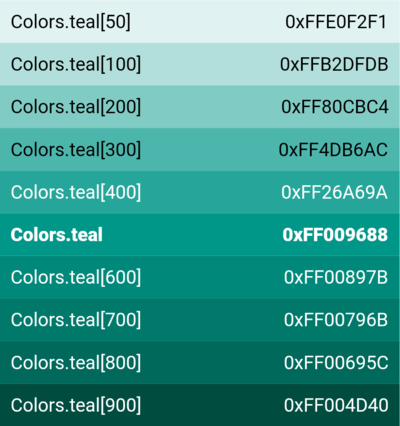 Colors.teal[50] 0xFFE0F2F1
Colors.teal[100] 0xFFB2DFDB
Colors.teal[200] 0xFF80CBC4
Colors.teal[300] 0xFF4DB6AC
Colors.teal[400] 0xFF26A69A
Colors.teal 0xFF009688
Colors.teal[600] 0xFF00897B
Colors.teal[700] 0xFF00796B
Colors.teal[800] 0xFF00695C
Colors.teal[900] 0xFF004D40